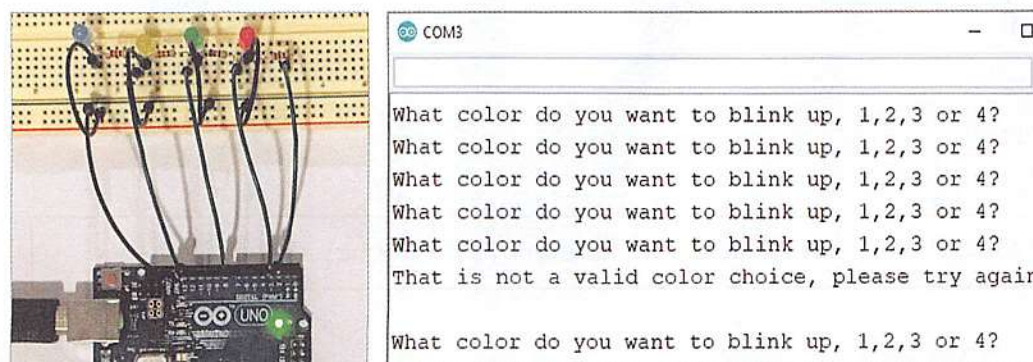 DIGITAL (PWM~)
UNO
ARDUINO
COM3
What color do you want to blink up, 1,2,3 or 4?
What color do you want to blink up, 1,2,3 or 4?
What color do you want to blink up, 1,2,3 or 4?
What color do you want to blink up, 1,2,3 or 4?
What color do you want to blink up, 1,2,3 or 4?
That is not a valid color choice, please try again
What color do you want to blink up, 1,2,3 or 4?